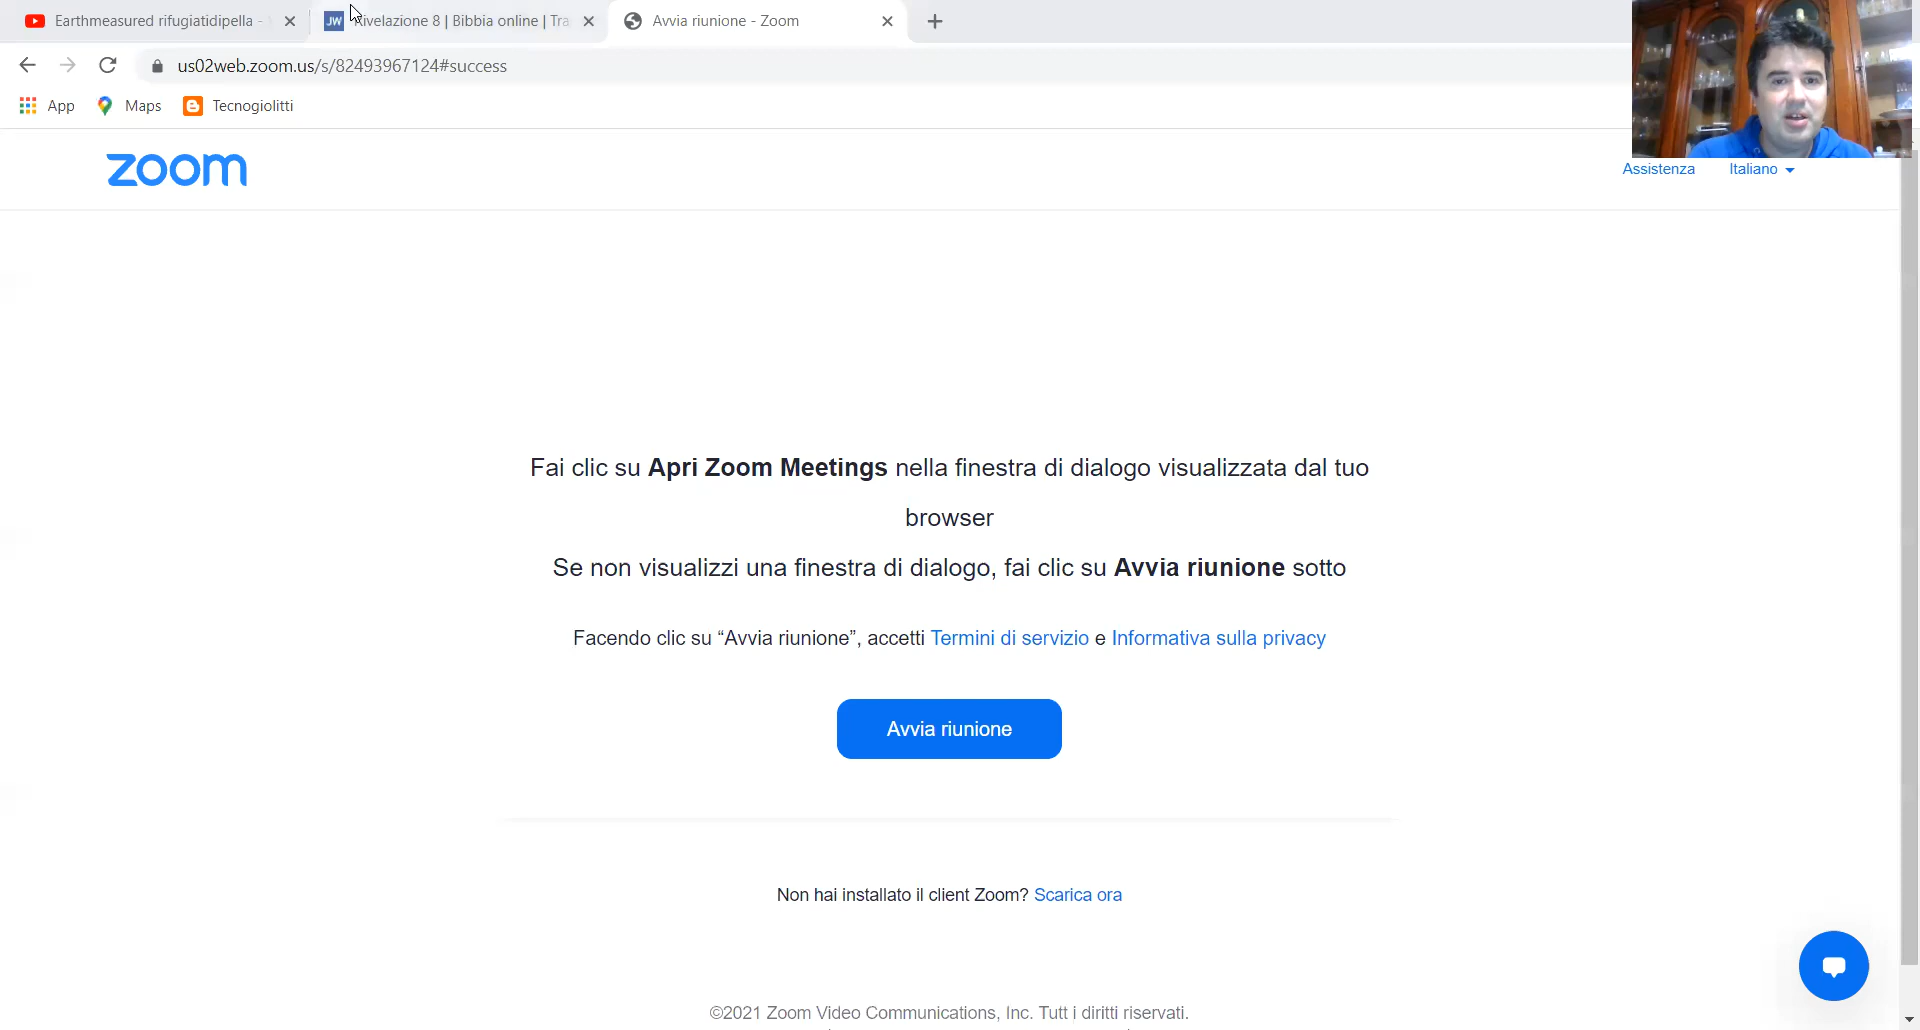 Earthmeasured rifugiatidipella -
JW Rivelazione 8 | Bibbia online | Tra
Avvia riunione - Zoom
us02web.zoom.us/s/82493967124#success
App
Maps
Tecnogiolitti
zoom
Assistenza
Italiano
Fai clic su Apri Zoom Meetings nella finestra di dialogo visualizzata dal tuo
browser
Se non visualizzi una finestra di dialogo, fai clic su Avvia riunione sotto
Facendo clic su “Avvia riunione”, accetti Termini di servizio e Informativa sulla privacy
Avvia riunione
Non hai installato il client Zoom? Scarica ora
©2021 Zoom Video Communications, Inc. Tutt i diritti riservati.